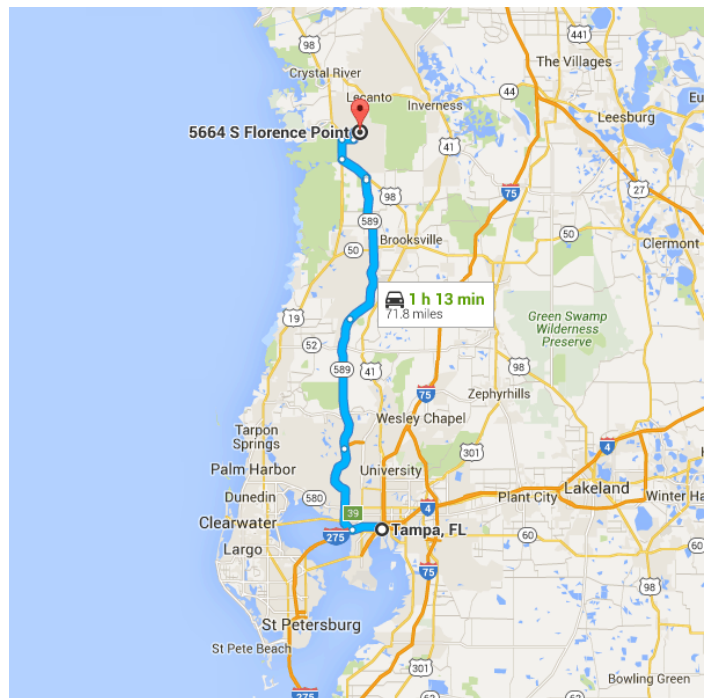 441
98
The Villages
Crystal River
Lecanto
Inverness
44
Leesburg
5664 S Florence Point
41
98
75
27
589
Brooksville
50
50
Clermont
1 h 13 min
71.8 miles
Green Swamp
Wilderness
Preserve
19
52
98
589
41
75
Zephyrhills
Wesley Chapel
Tarpon
Springs
301
4
Palm Harbor
University
Lakeland
Dunedin
580
39
4
Plant City
Winter Ha
Clearwater
275
Tampa, FL
60
60
Largo
75
98
St Petersburg
St Pete Beach
301
Bowling Green
275
62
62